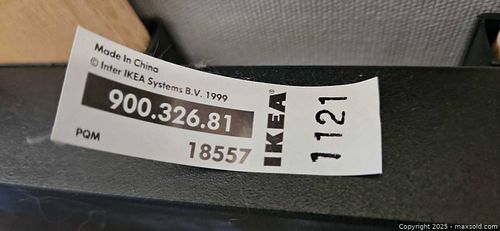 Made In China
© Inter IKEA Systems B.V. 1999
900.326.81
PQM
18557
IKEA®
1121
Copyright 2025 - maxsold.com